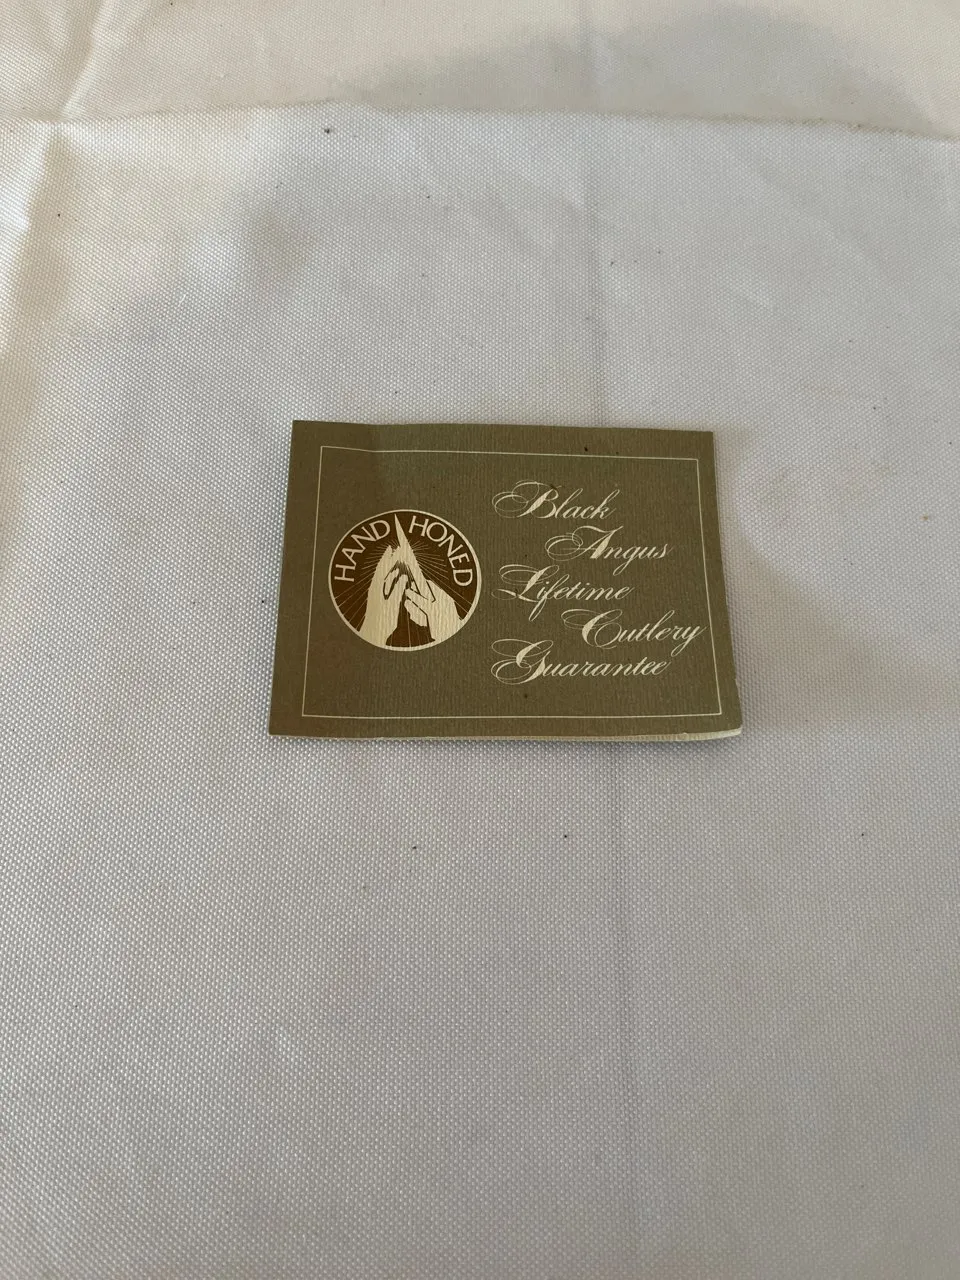 HAND HONED
Black
Angus
Lifetime
Cutlery
Guarantee